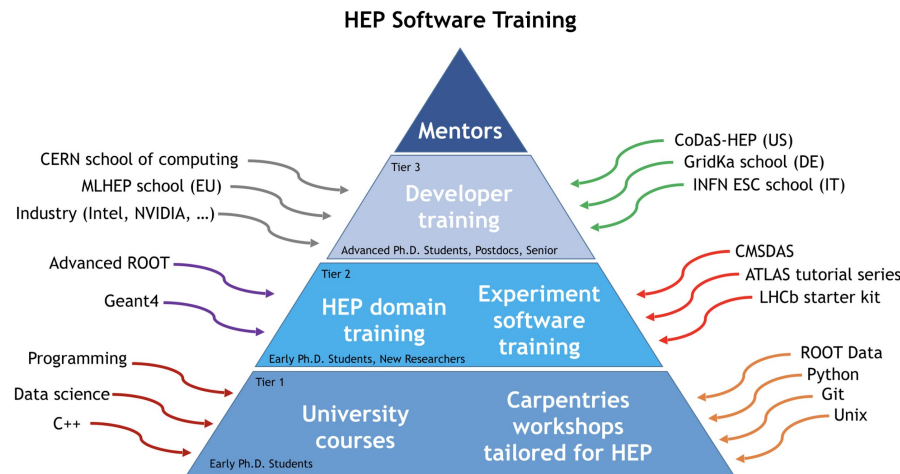 HEP Software Training
Mentors
CERN school of computing
MLHEP school (EU)
Industry (Intel, NVIDIA, ...)
Tier 3
Developer
training
Advanced Ph.D. Students, Postdocs, Senior
CoDaS-HEP (US)
GridKa school (DE)
INFN ESC school (IT)
Advanced ROOT
Geant4
Tier 2
HEP domain
training
Experiment
software
training
Early Ph.D. Students, New Researchers
CMSDAS
ATLAS tutorial series
LHCb starter kit
Programming
Data science
C++
Tier 1
University
courses
Carpentries
workshops
tailored for HEP
Early Ph.D. Students
ROOT Data
Python
Git
Unix